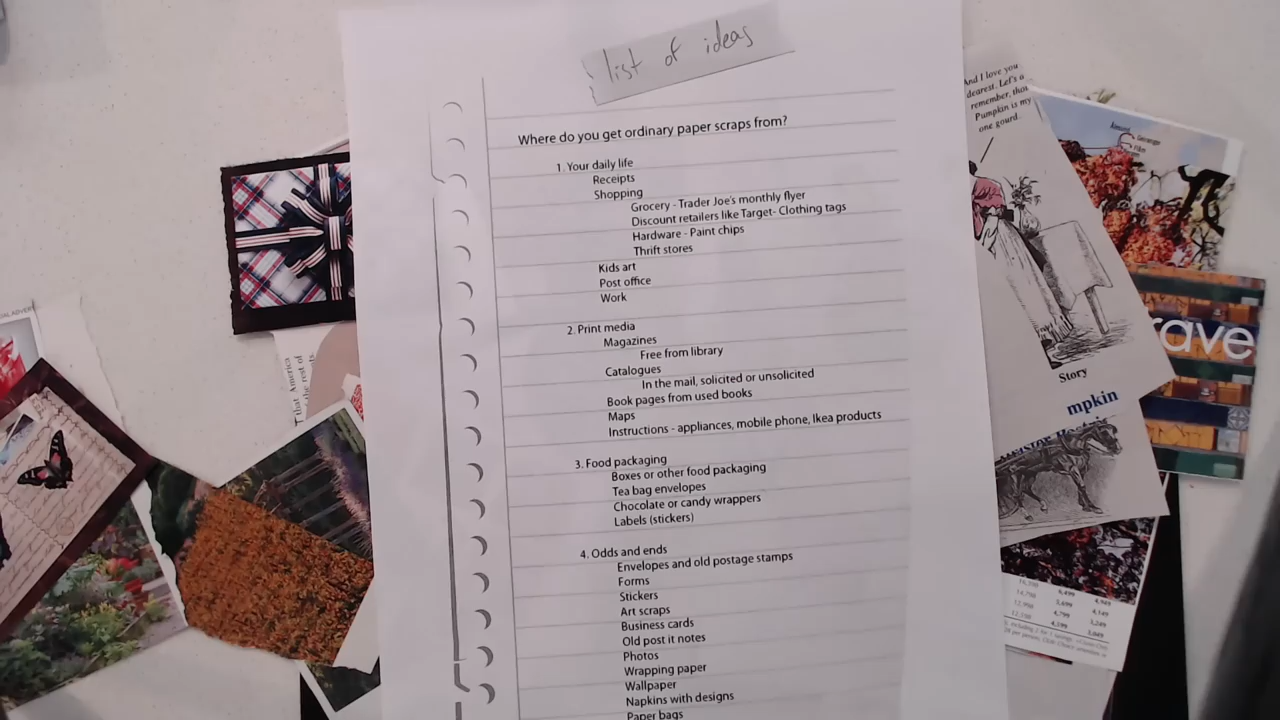 list of ideas
Where do you get ordinary paper scraps from?
1. Your daily life
Receipts
Shopping
Grocery - Trader Joe's monthly flyer
Discount retailers like Target- Clothing tags
Hardware - Paint chips
Thrift stores
Kids art
Post office
Work
2. Print media
Magazines
Free from library
Catalogues
In the mail, solicited or unsolicited
Book pages from used books
Maps
Instructions - appliances, mobile phone, Ikea products
3. Food packaging
Boxes or other food packaging
Tea bag envelopes
Chocolate or candy wrappers
Labels (stickers)
4. Odds and ends
Envelopes and old postage stamps
Forms
Stickers
Art scraps
Business cards
Old post it notes
Photos
Wrapping paper
Wallpaper
Napkins with designs
Paper bags
And I love you
dearest. Let's
remember, that
Pumpkin is my
one gourd.
Story
mpkin
rave
that America
the rest of